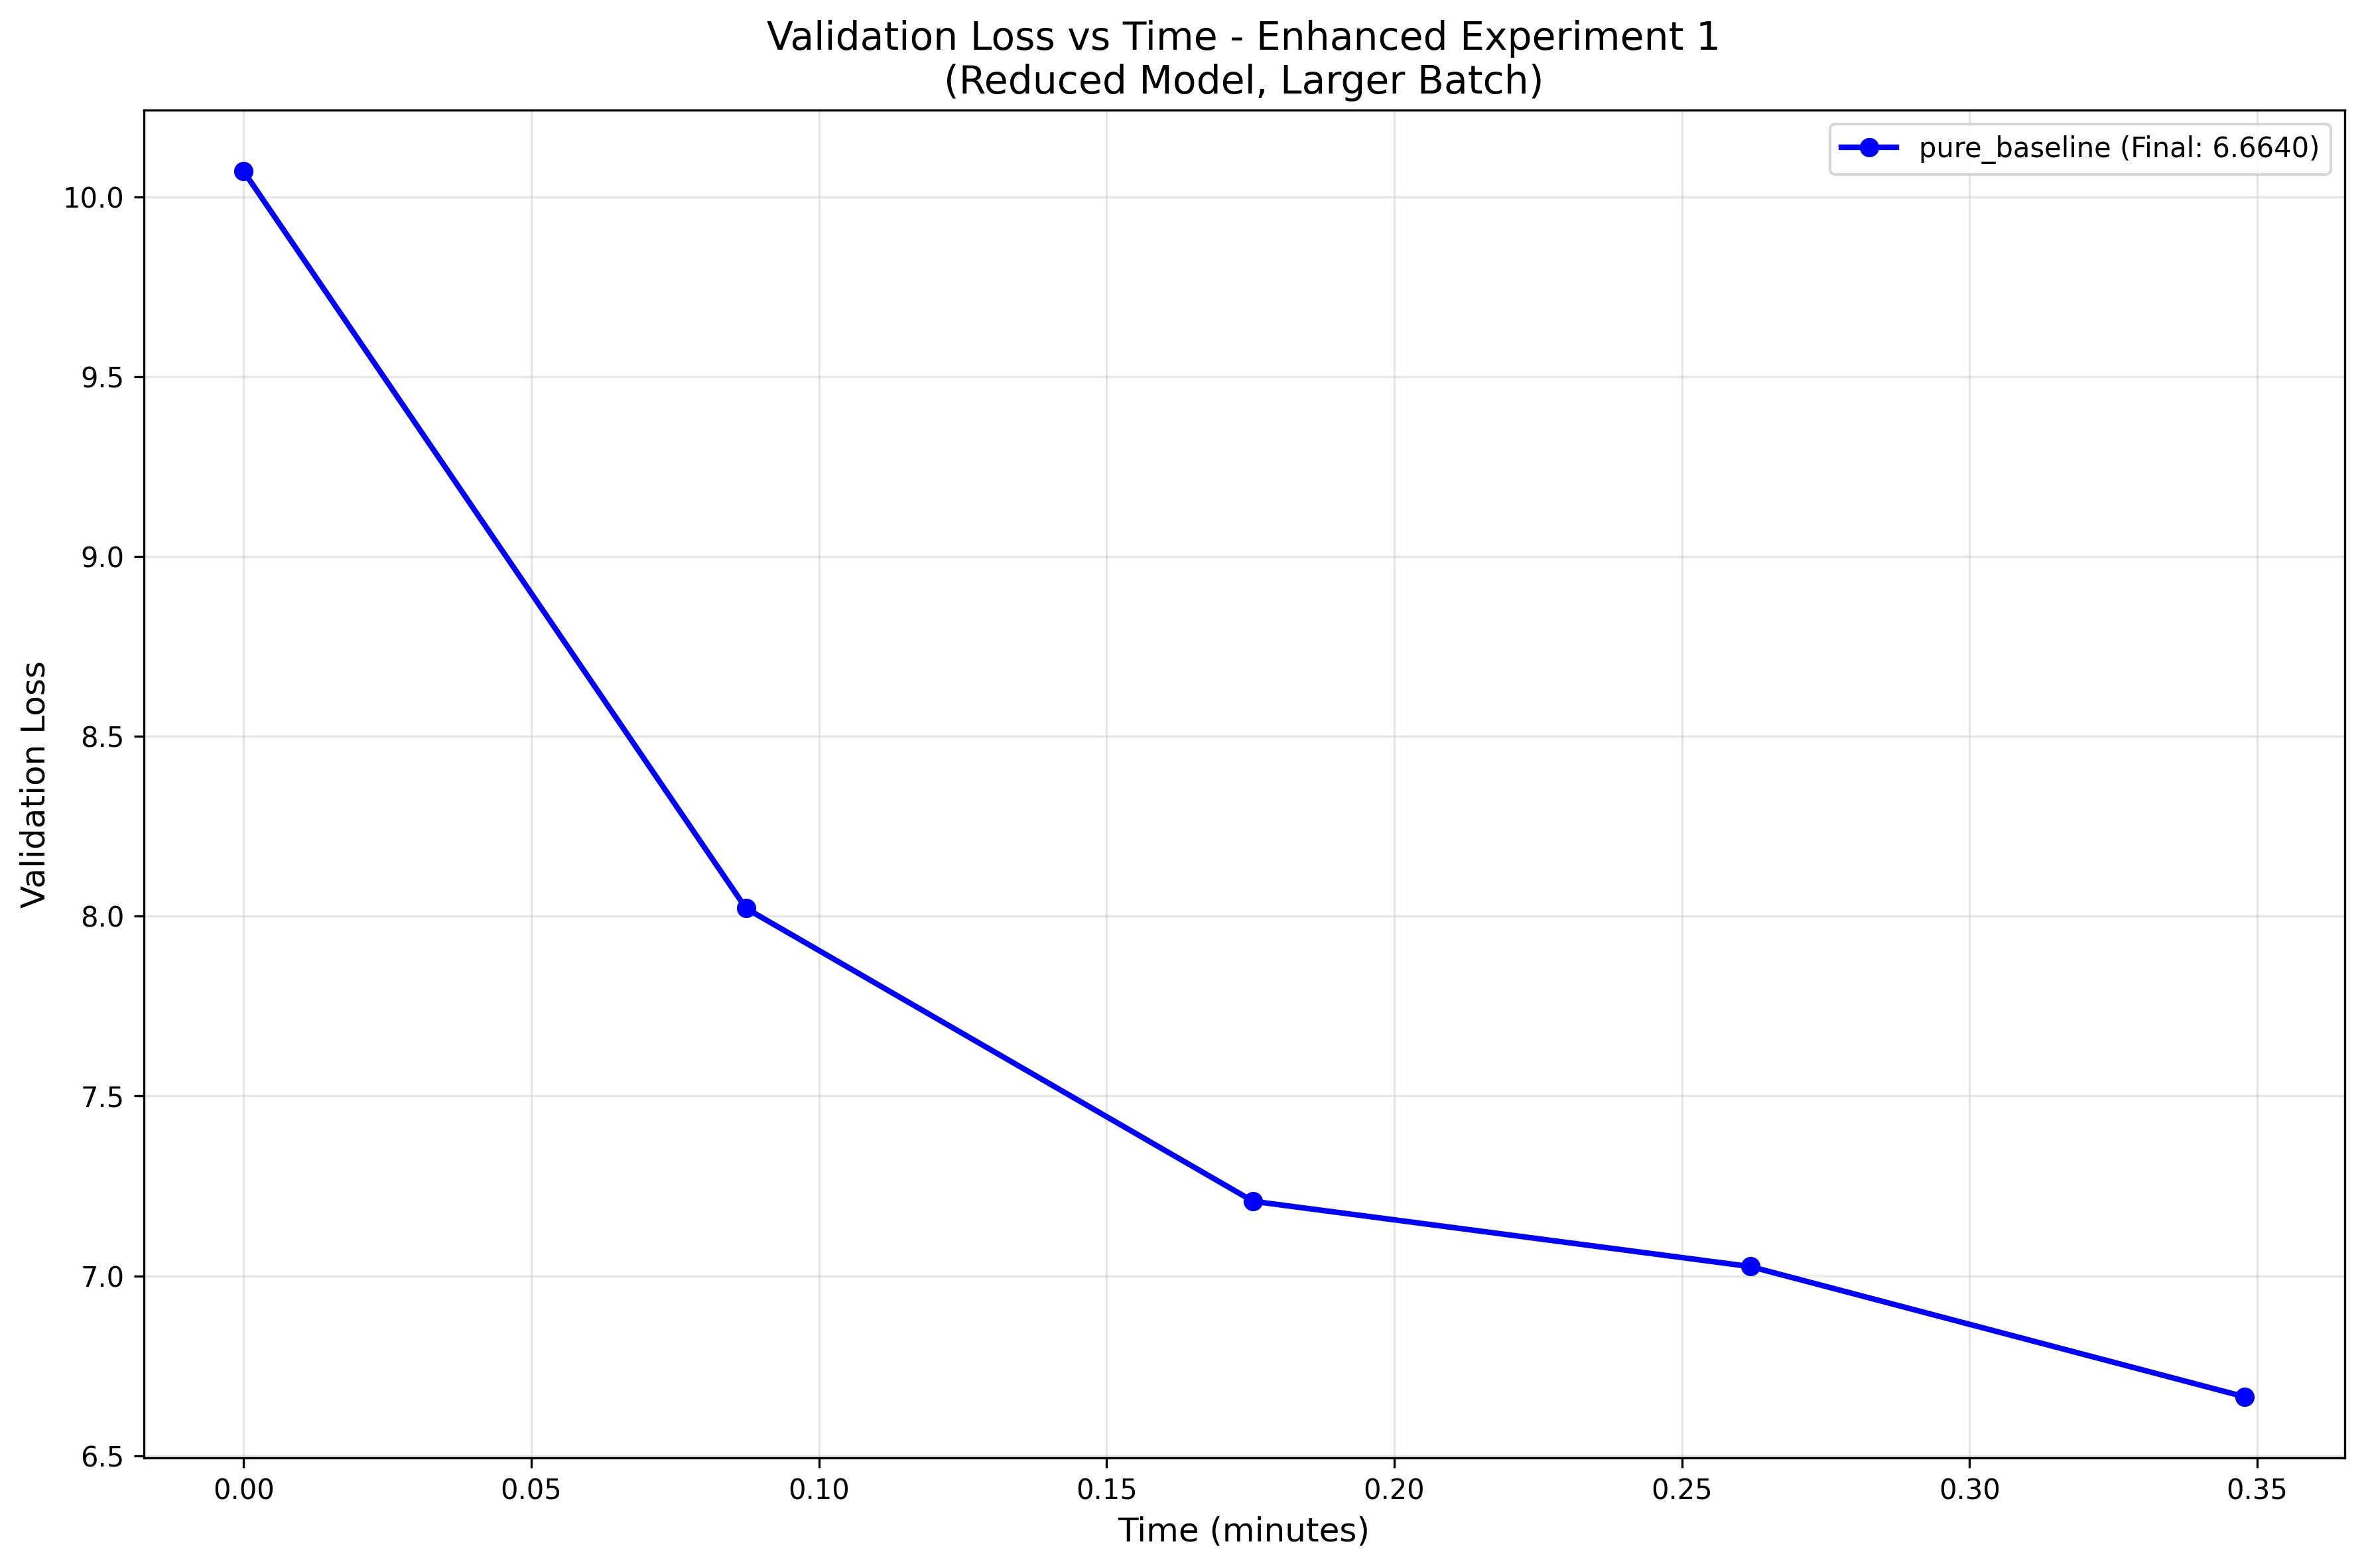 Validation Loss vs Time - Enhanced Experiment 1
(Reduced Model, Larger Batch)
pure_baseline (Final: 6.6640)
Validation Loss
10.0
9.5
9.0
8.5
8.0
7.5
7.0
6.5
0.00 0.05 0.10 0.15 0.20 0.25 0.30 0.35
Time (minutes)